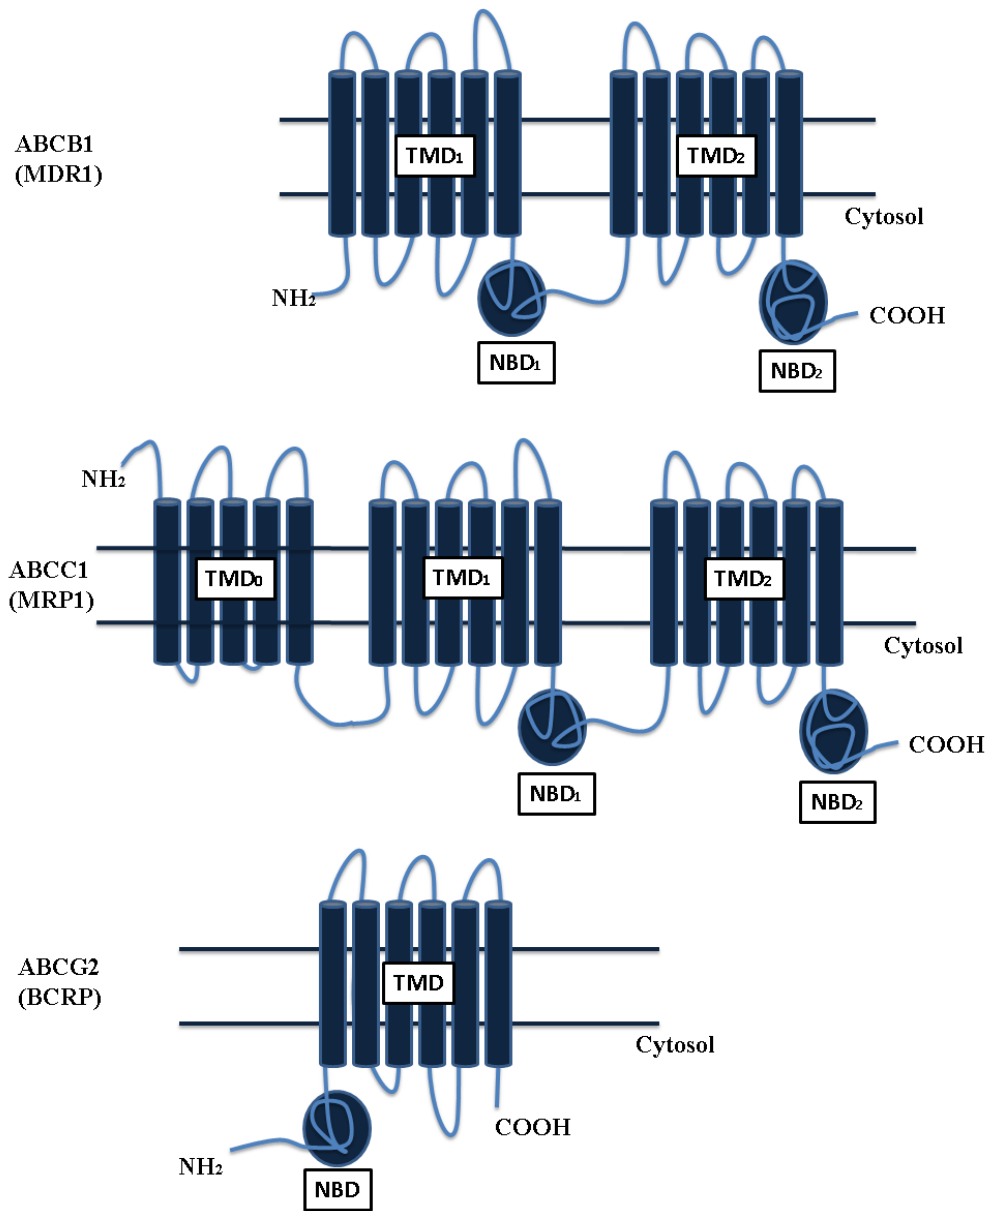 ABCB1
(MDR1)
TMD₁
TMD₂
Cytosol
NH₂
COOH
NBD₁
NBD₂
NH₂
ABCC1
(MRP1)
TMD₀
TMD₁
TMD₂
Cytosol
COOH
NBD₁
NBD₂
ABCG2
(BCRP)
TMD
Cytosol
COOH
NH₂
NBD